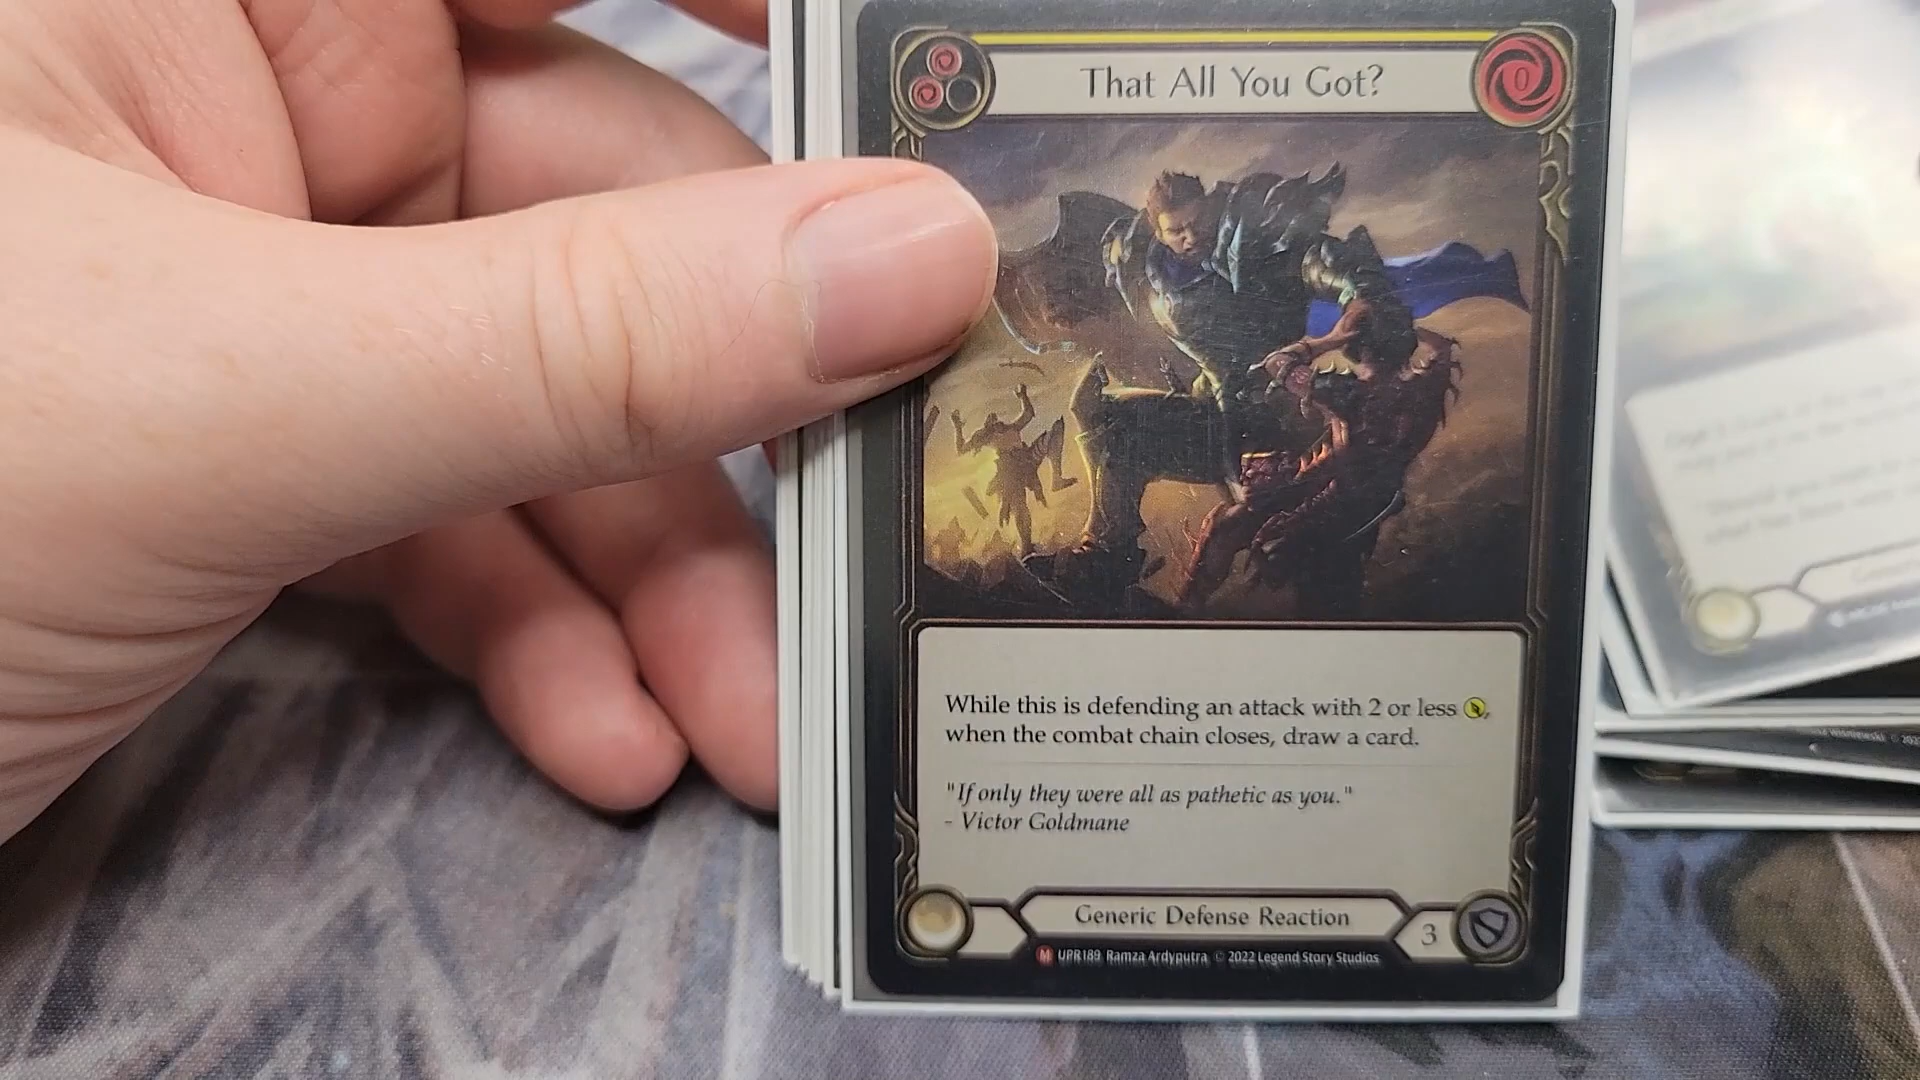 That All You Got?
0
While this is defending an attack with 2 or less ,
when the combat chain closes, draw a card.
"If only they were all as pathetic as you."
- Victor Goldmane
Generic Defense Reaction
3
M UPR189 Ramza Ardyputra © 2022 Legend Story Studios